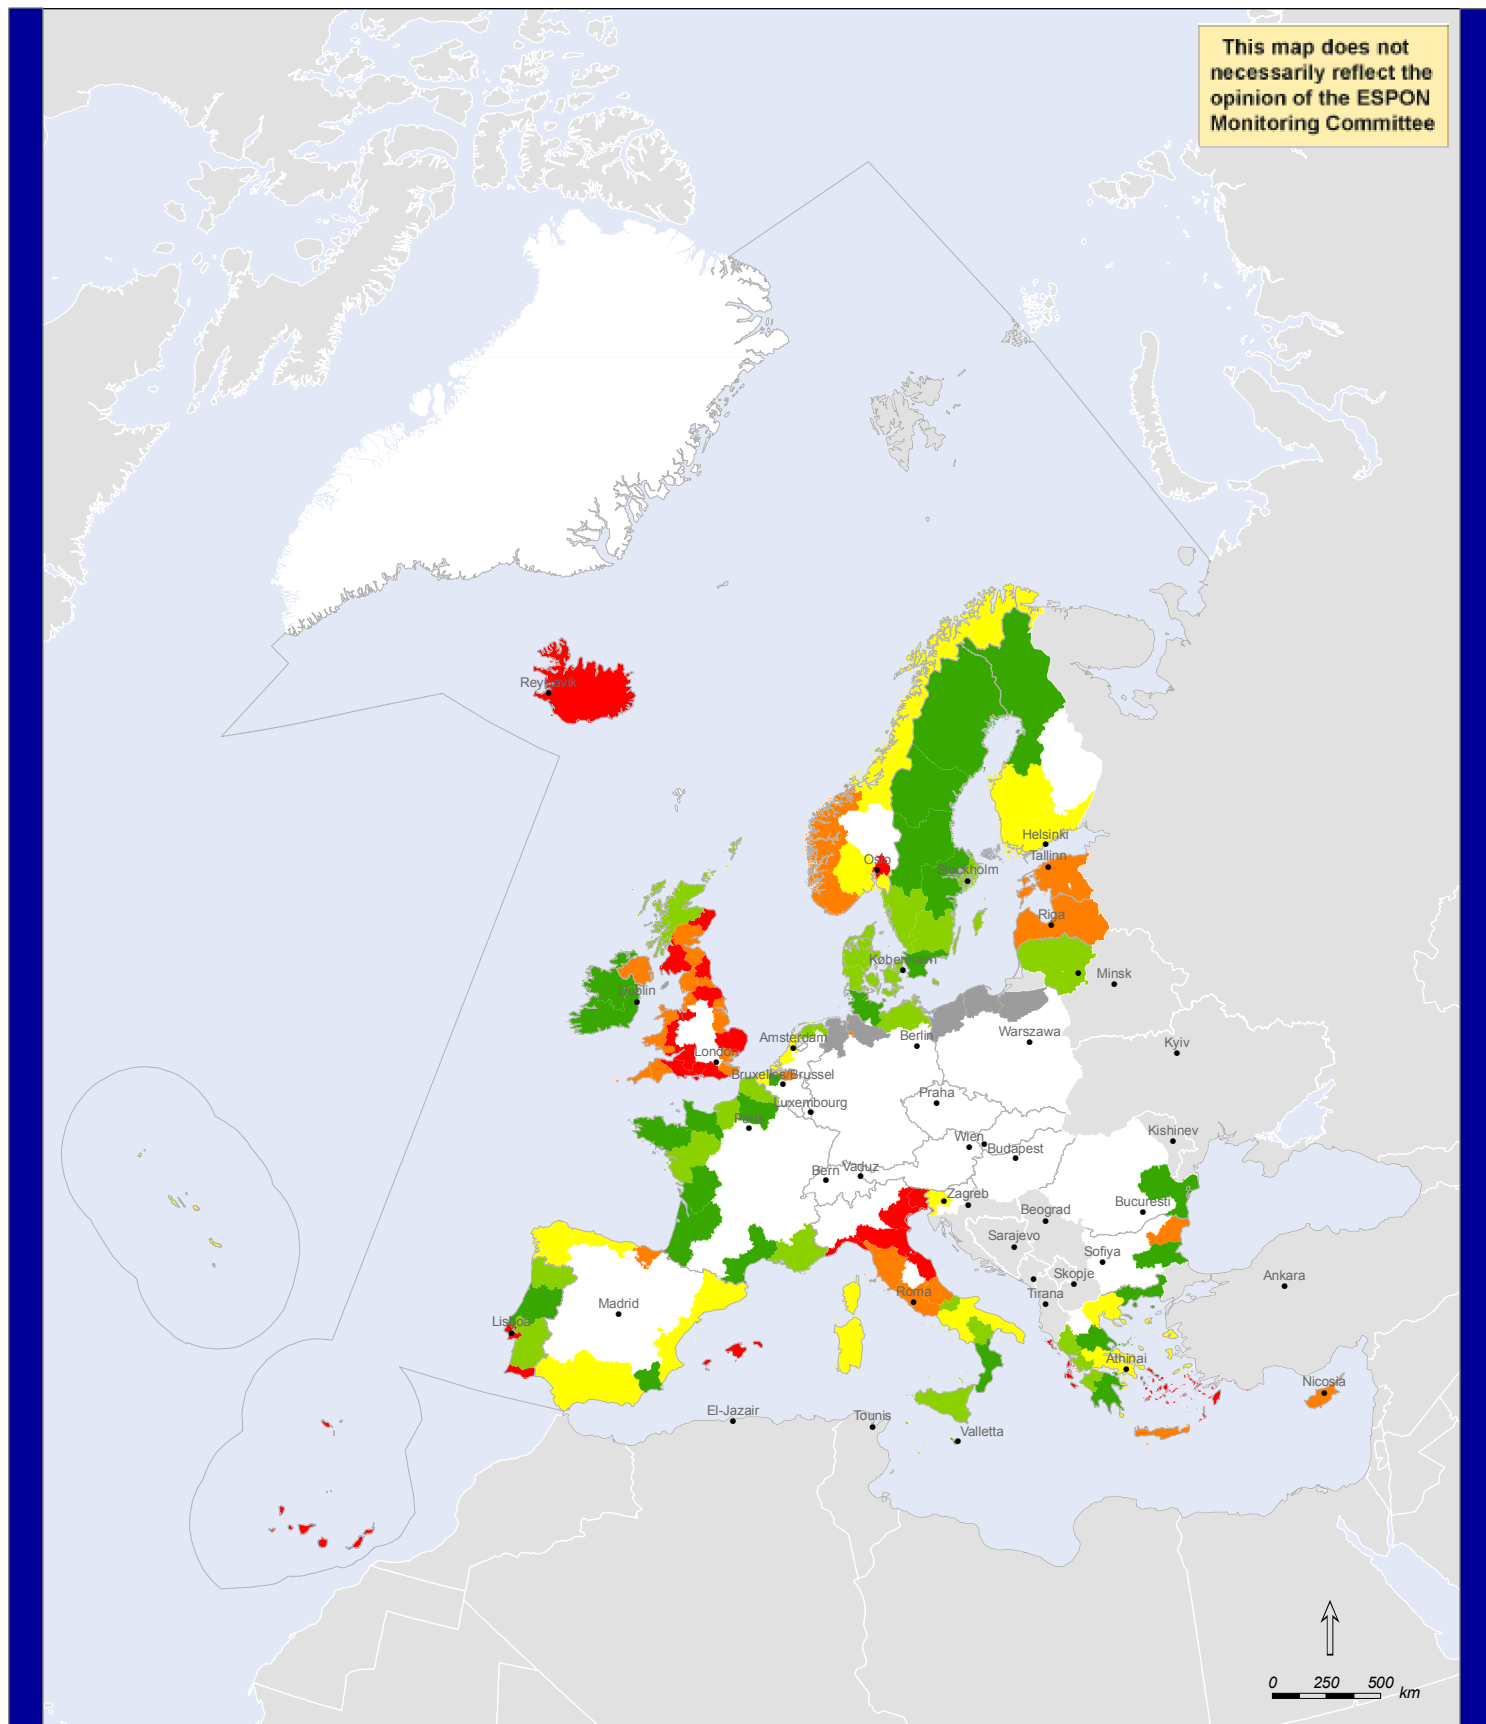 This map does not
necessarily reflect the
opinion of the ESPON
Monitoring Committee
Reykjavik
Helsinki
Tallinn
Oslo
Stockholm
Riga
København
Minsk
Dublin
Amsterdam
Berlin
Warszawa
London
Kyiv
Bruxelles/Brussel
Praha
Luxembourg
Paris
Kishinev
Wien
Budapest
Bern
Vaduz
Zagreb
Bucuresti
Beograd
Sarajevo
Sofiya
Skopje
Ankara
Tirana
Roma
Madrid
Lisboa
Athinai
Nicosia
El-Jazair
Tounis
Valletta
0 250 500 km